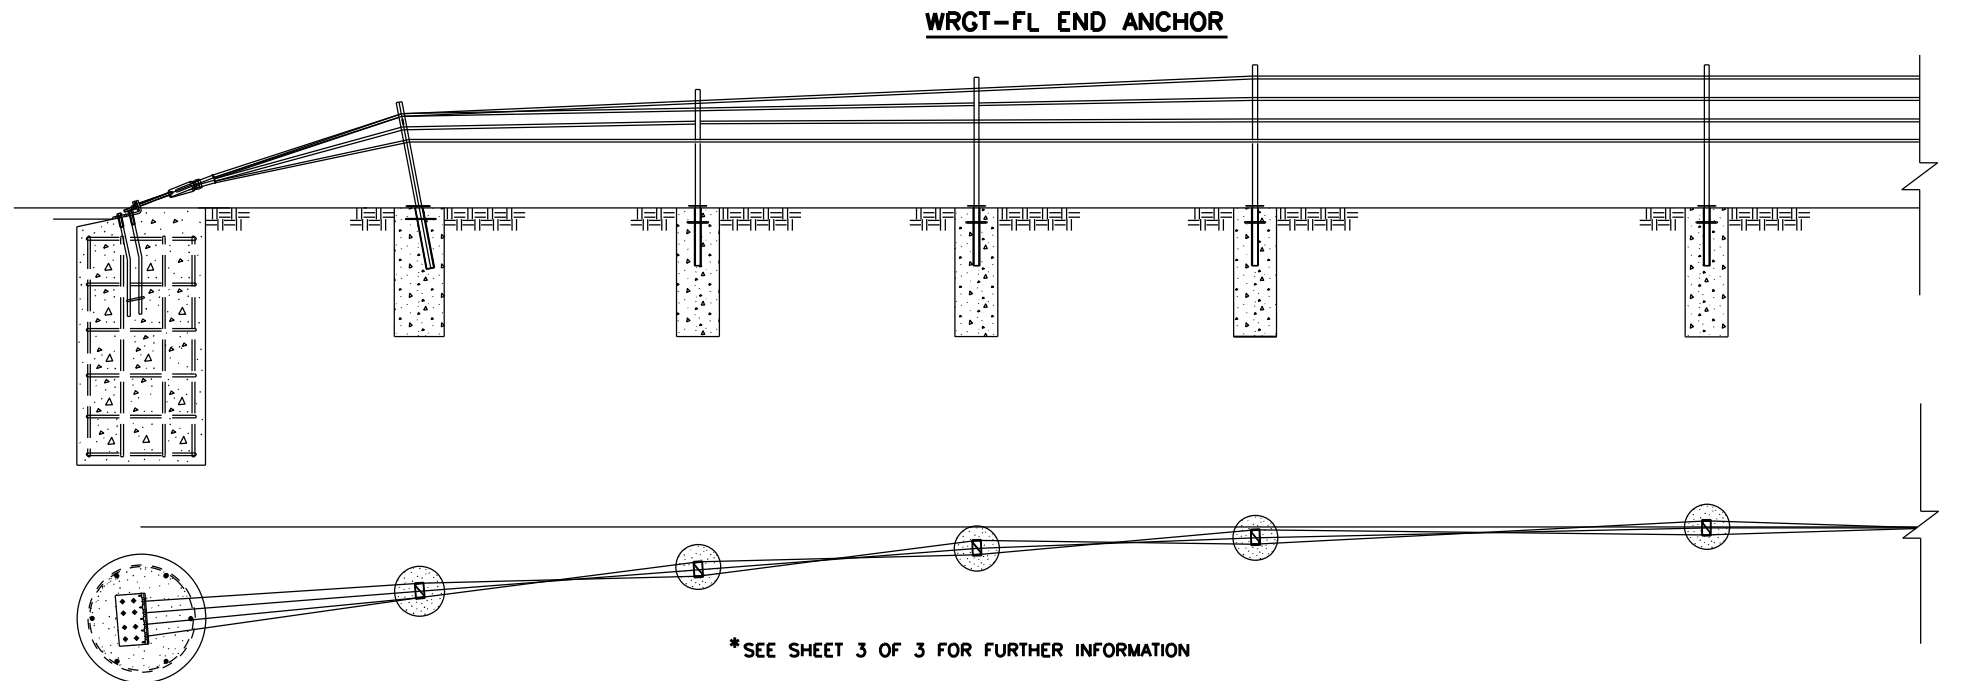 WRGT-FL END ANCHOR
*SEE SHEET 3 OF 3 FOR FURTHER INFORMATION